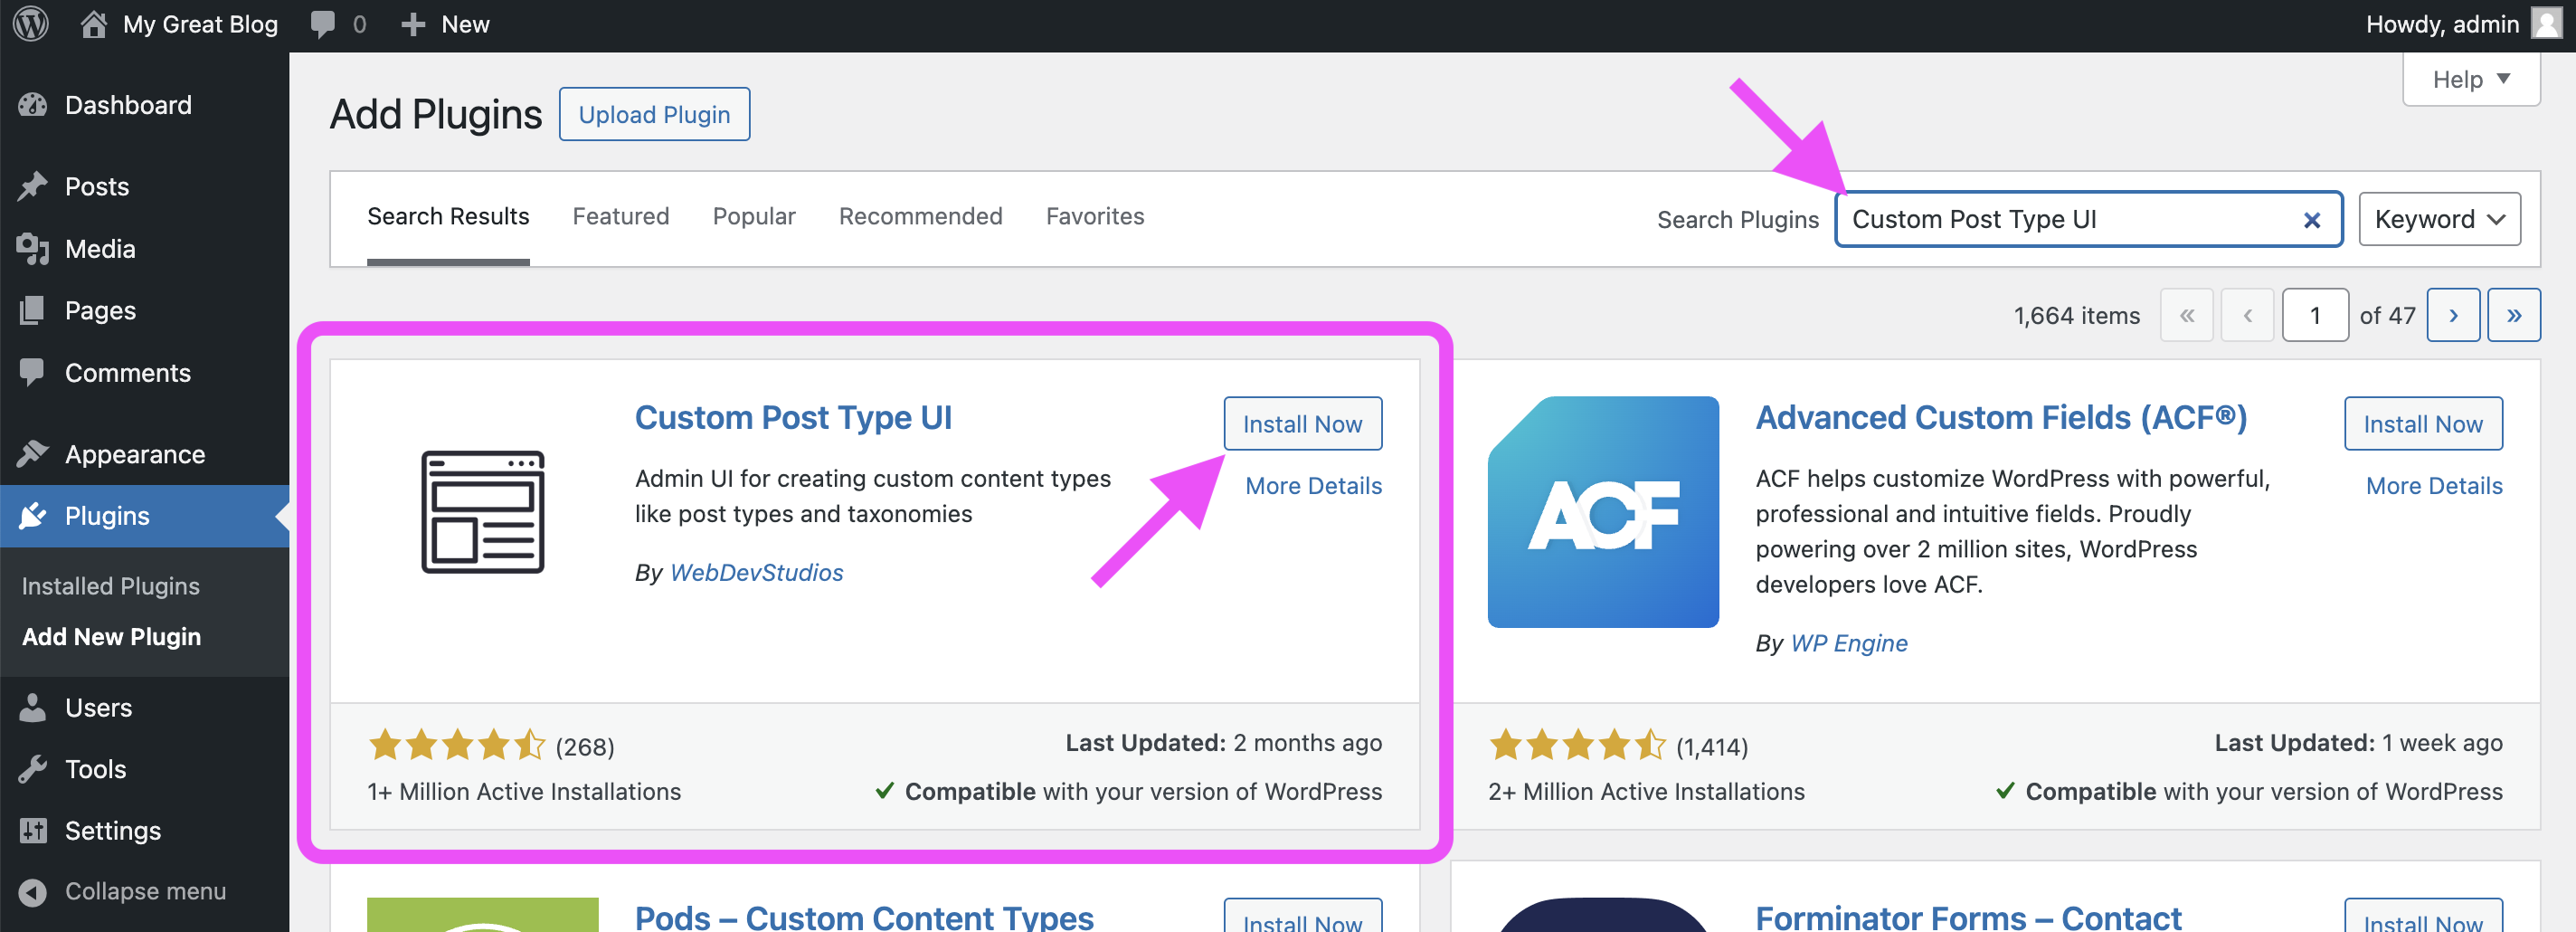 My Great Blog 0 New Howdy, admin
Help
Dashboard
Posts
Media
Pages
Comments
Appearance
Plugins
Installed Plugins
Add New Plugin
Users
Tools
Settings
Collapse menu
Add Plugins Upload Plugin
Search Results Featured Popular Recommended Favorites Search Plugins Custom Post Type UI × Keyword
1,664 items « ‹ 1 of 47 › »
Custom Post Type UI
Install Now
More Details
Admin UI for creating custom content types
like post types and taxonomies
By WebDevStudios
(268)
Last Updated: 2 months ago
1+ Million Active Installations
✓ Compatible with your version of WordPress
ACF
Advanced Custom Fields (ACF®)
Install Now
More Details
ACF helps customize WordPress with powerful,
professional and intuitive fields. Proudly
powering over 2 million sites, WordPress
developers love ACF.
By WP Engine
(1,414)
Last Updated: 1 week ago
2+ Million Active Installations
✓ Compatible with your version of WordPress
Pods – Custom Content Types
Install Now
Forminator Forms – Contact
Install Now